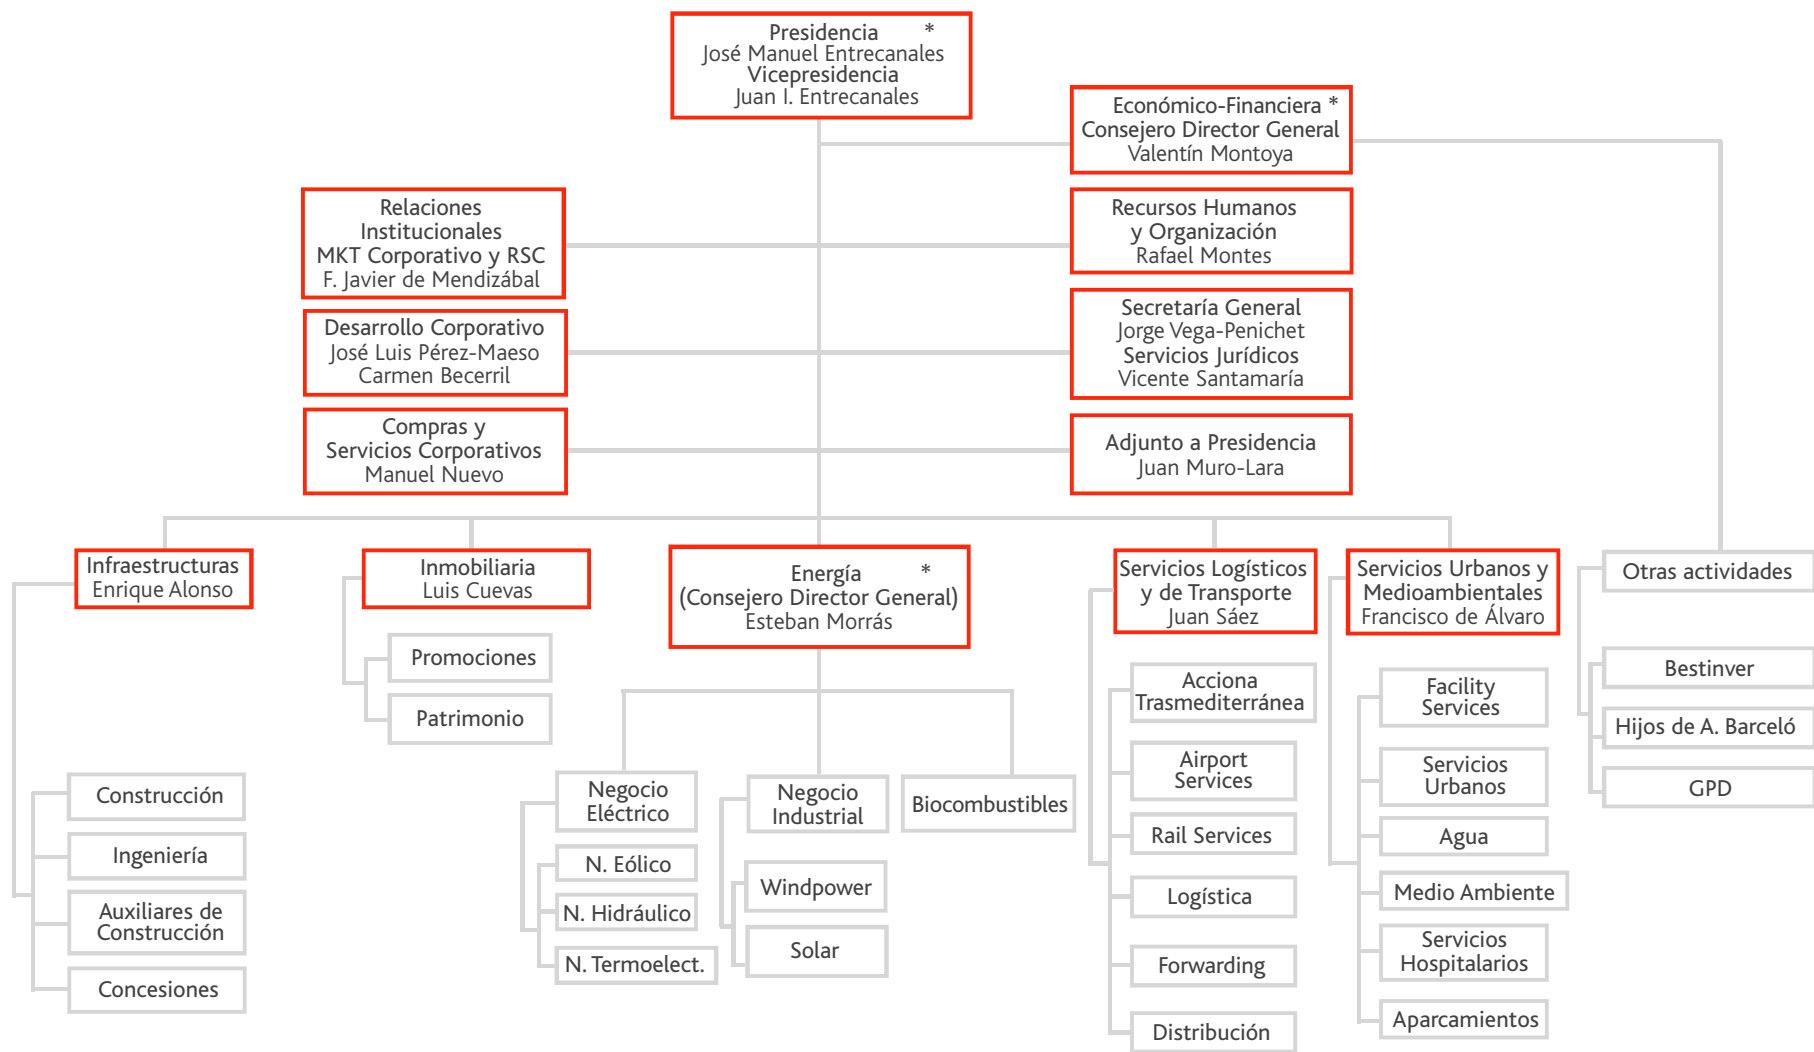 Presidencia *
José Manuel Entrecanales
Vicepresidencia
Juan I. Entrecanales
Económico-Financiera *
Consejero Director General
Valentín Montoya
Relaciones
Institucionales
MKT Corporativo y RSC
F. Javier de Mendizábal
Recursos Humanos
y Organización
Rafael Montes
Desarrollo Corporativo
José Luis Pérez-Maeso
Carmen Becerril
Secretaría General
Jorge Vega-Penichet
Servicios Jurídicos
Vicente Santamaría
Compras y
Servicios Corporativos
Manuel Nuevo
Adjunto a Presidencia
Juan Muro-Lara
Infraestructuras
Enrique Alonso
Construcción
Ingeniería
Auxiliares de
Construcción
Concesiones
Inmobiliaria
Luis Cuevas
Promociones
Patrimonio
Energía *
(Consejero Director General)
Esteban Morrás
Negocio
Eléctrico
N. Eólico
N. Hidráulico
N. Termoelect.
Negocio
Industrial
Windpower
Solar
Biocombustibles
Servicios Logísticos
y de Transporte
Juan Sáez
Acciona
Trasmediterránea
Airport
Services
Rail Services
Logística
Forwarding
Distribución
Servicios Urbanos y
Medioambientales
Francisco de Álvaro
Facility
Services
Servicios
Urbanos
Agua
Medio Ambiente
Servicios
Hospitalarios
Aparcamientos
Otras actividades
Bestinver
Hijos de A. Barceló
GPD